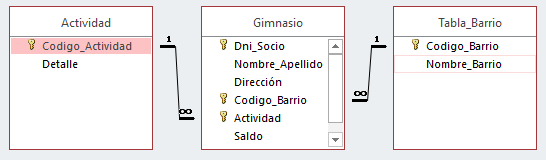 Actividad
Codigo_Actividad
Detalle
1
∞
Gimnasio
Dni_Socio
Nombre_Apellido
Dirección
Codigo_Barrio
Actividad
Saldo
1
∞
Tabla_Barrio
Codigo_Barrio
Nombre_Barrio